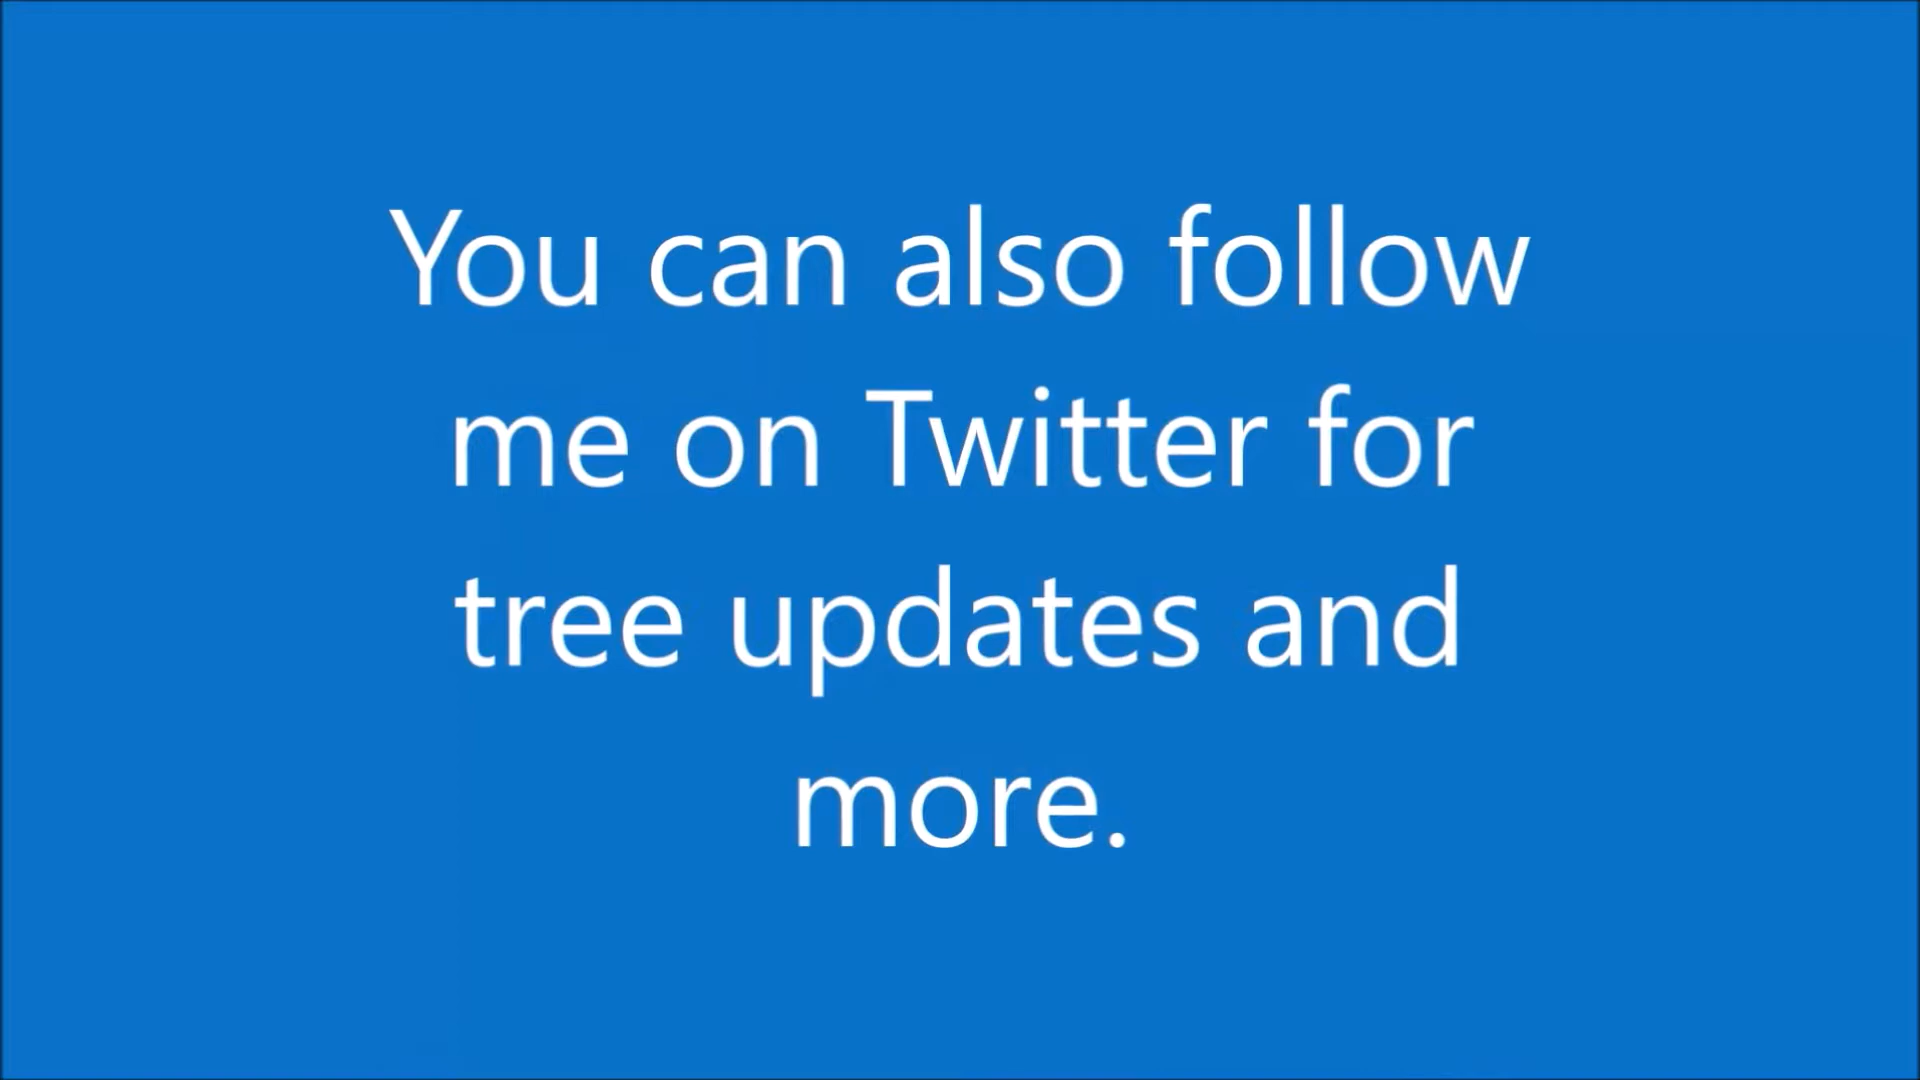 You can also follow
me on Twitter for
tree updates and
more.